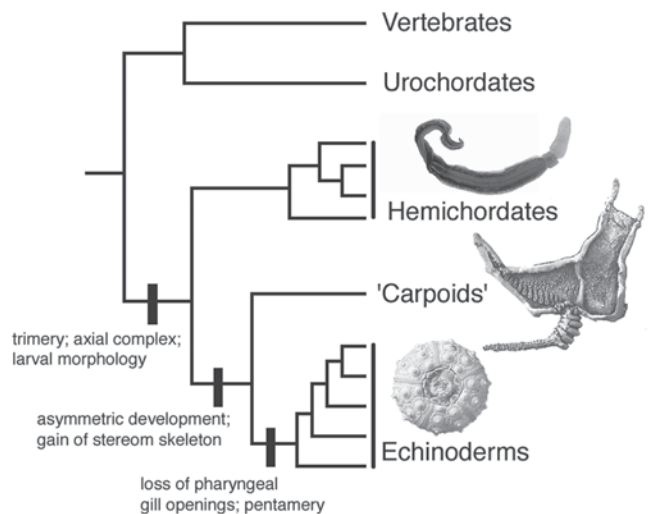 Vertebrates
Urochordates
Hemichordates
'Carpoids'
trimery; axial complex;
larval morphology
asymmetric development;
gain of stereom skeleton
Echinoderms
loss of pharyngeal
gill openings; pentamery